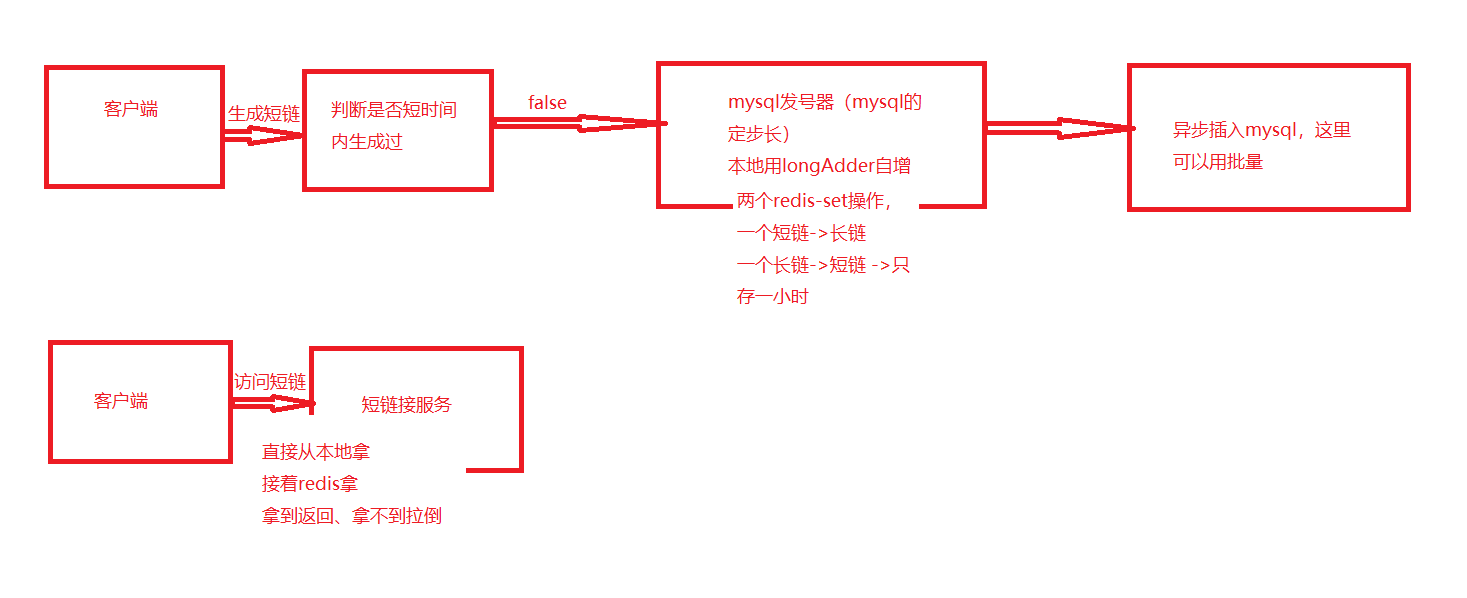 客户端
生成短链
判断是否短时间
内生成过
false
mysql发号器（mysql的
定步长）
本地用longAdder自增
两个redis-set操作，
一个短链->长链
一个长链->短链 ->只
存一小时
异步插入mysql，这里
可以用批量
客户端
访问短链
短链接服务
直接从本地拿
接着redis拿
拿到返回、拿不到拉倒